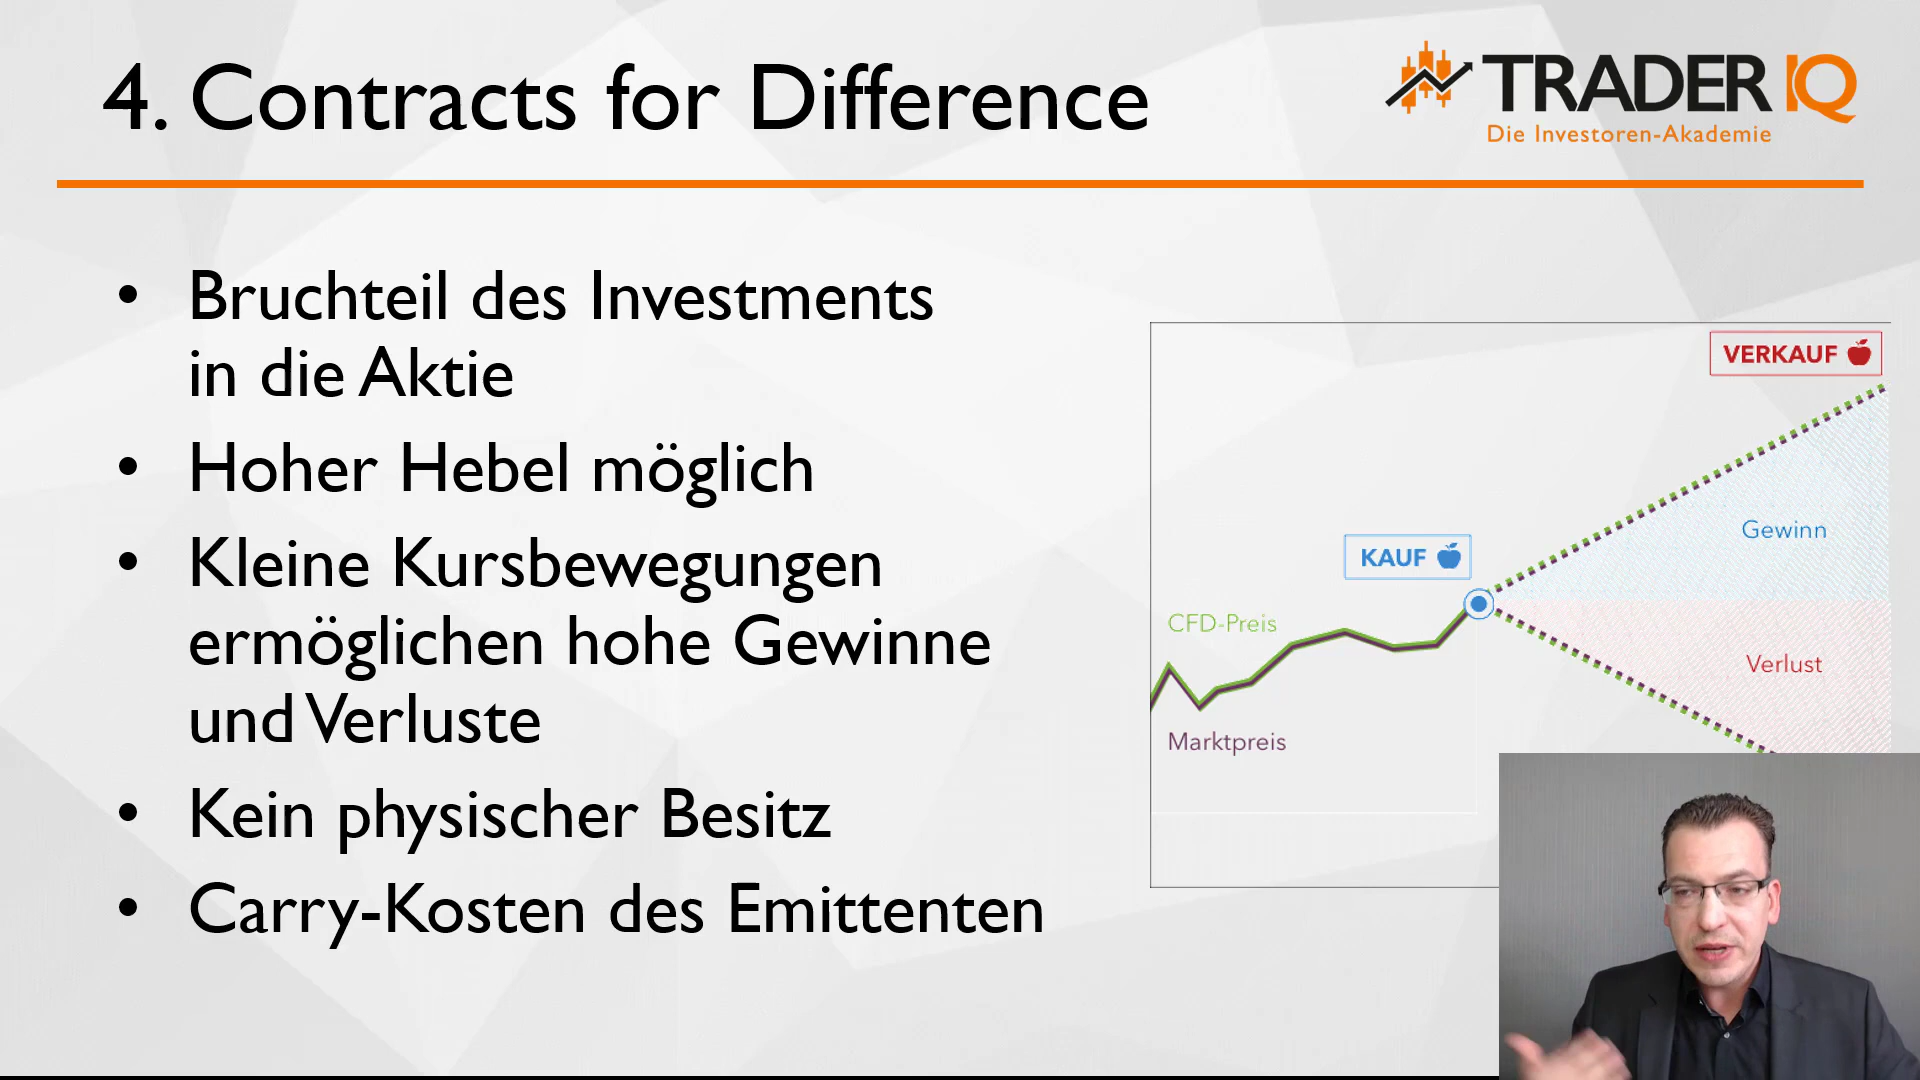 4. Contracts for Difference
TRADER IQ
Die Investoren-Akademie
• Bruchteil des Investments
in die Aktie
• Hoher Hebel möglich
• Kleine Kursbewegungen
ermöglichen hohe Gewinne
und Verluste
• Kein physischer Besitz
• Carry-Kosten des Emittenten
VERKAUF
Gewinn
KAUF
CFD-Preis
Verlust
Marktpreis